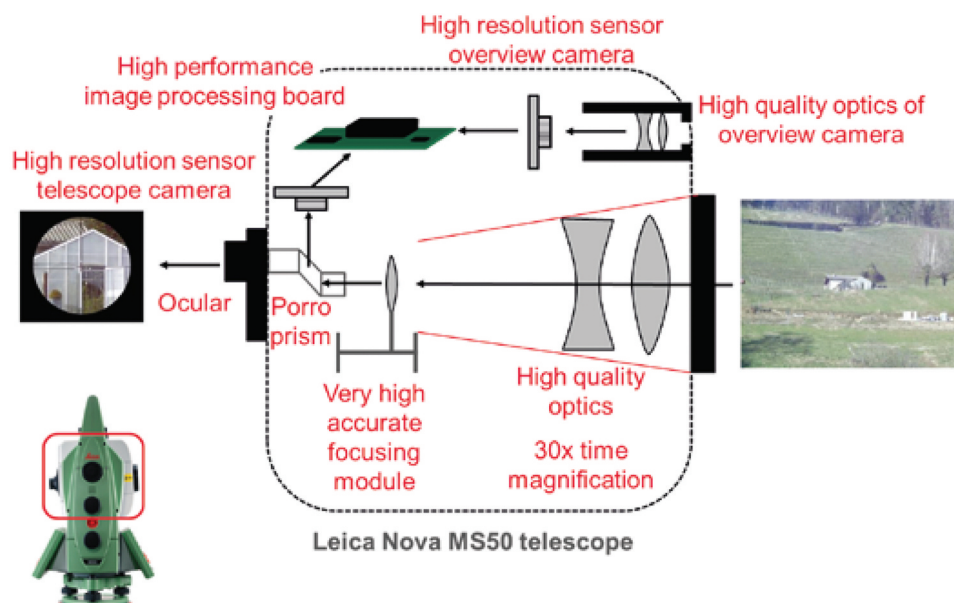 High resolution sensor
overview camera
High performance
image processing board
High quality optics of
overview camera
High resolution sensor
telescope camera
Ocular
Porro
prism
Very high
accurate
focusing
module
High quality
optics
30x time
magnification
Leica Nova MS50 telescope